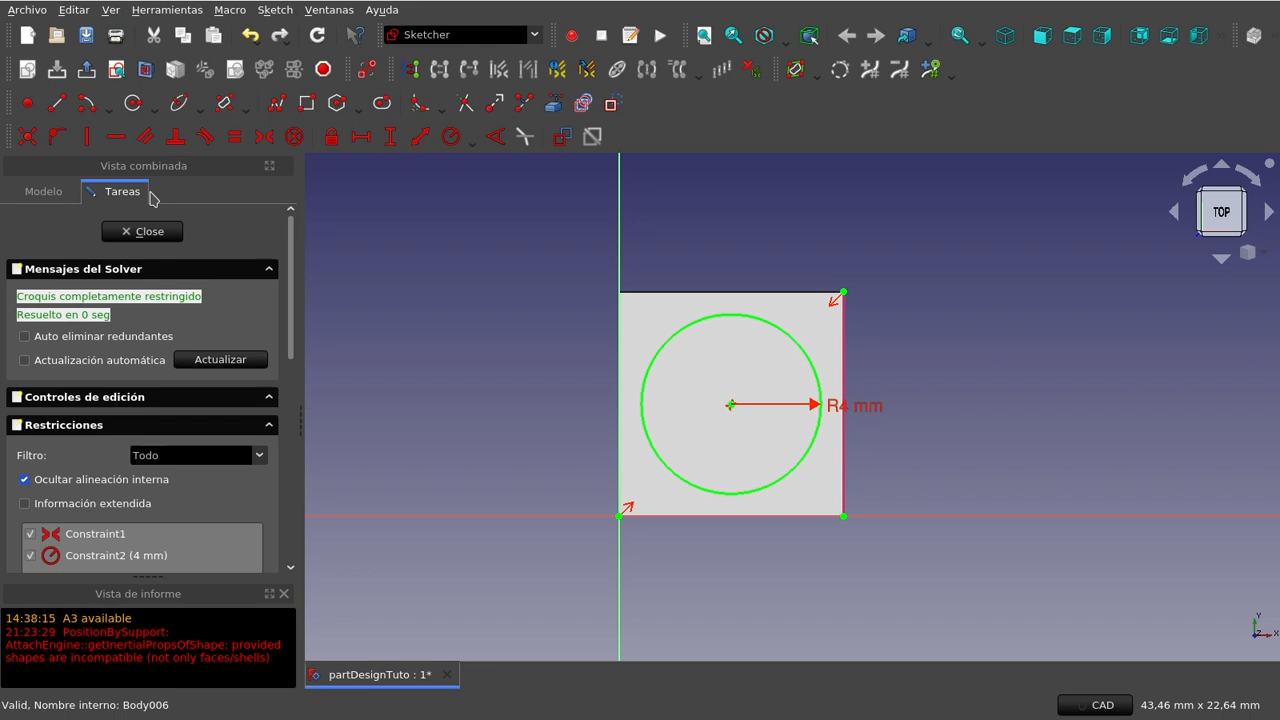 Archivo Editar Ver Herramientas Macro Sketch Ventanas Ayuda
Sketcher
Vista combinada
Modelo Tareas
Close
Mensajes del Solver
Croquis completamente restringido
Resuelto en 0 seg
Auto eliminar redundantes
Actualización automática Actualizar
Controles de edición
Restricciones
Filtro: Todo
Ocultar alineación interna
Información extendida
Constraint1
Constraint2 (4 mm)
Vista de informe
14:38:15 A3 available
21:23:29 PositionBySupport:
AttachEngine::getInertialPropsOfShape: provided
shapes are incompatible (not only faces/shells)
TOP
R4 mm
Y
Z X
partDesignTuto : 1*
Valid, Nombre interno: Body006
CAD 43,46 mm x 22,64 mm